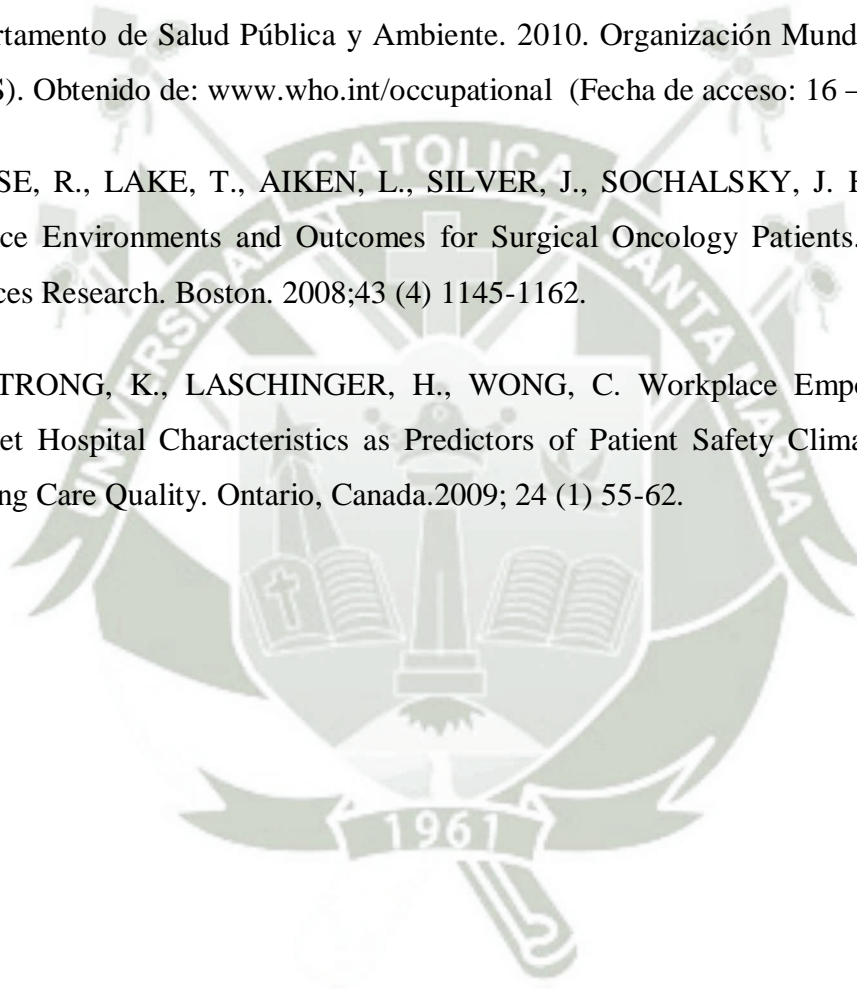 rtamento de Salud Pública y Ambiente. 2010. Organización Mund
S). Obtenido de: www.who.int/occupational (Fecha de acceso: 16 –
SE, R., LAKE, T., AIKEN, L., SILVER, J., SOCHALSKY, J.
ce Environments and Outcomes for Surgical Oncology Patients.
ces Research. Boston. 2008;43 (4) 1145-1162.
TRONG, K., LASCHINGER, H., WONG, C. Workplace Empo
et Hospital Characteristics as Predictors of Patient Safety Clima
ng Care Quality. Ontario, Canada.2009; 24 (1) 55-62.
UNIVERSIDAD CATOLICA SANTA MARIA
1961